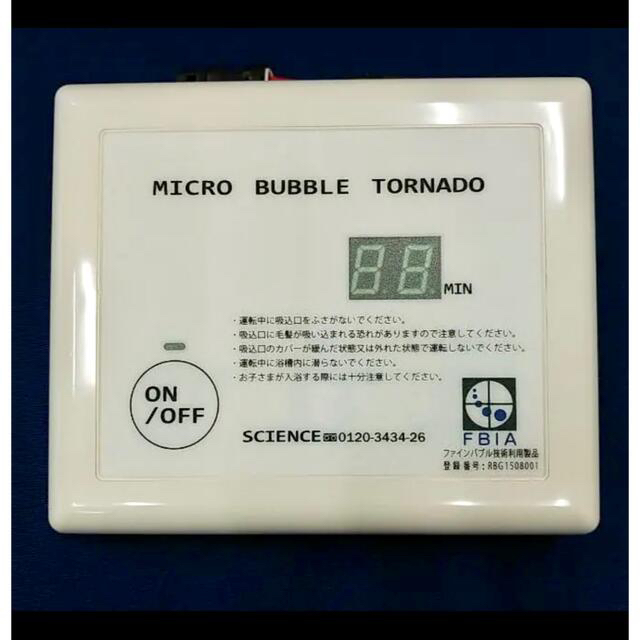 MICRO BUBBLE TORNADO
88 MIN
・運転中に吸込口をふさがないでください。
・吸込口に毛髪が吸い込まれる恐れがありますので注意してください。
・吸込口のカバーが緩んだ状態又は外れた状態で運転しないでください。
・運転中に浴槽内に潜らないでください。
・お子さまが入浴する際には十分注意してください。
ON
/OFF
SCIENCE 0120-3434-26
FBIA
ファインバブル技術利用製品
登録番号：RBG1508001